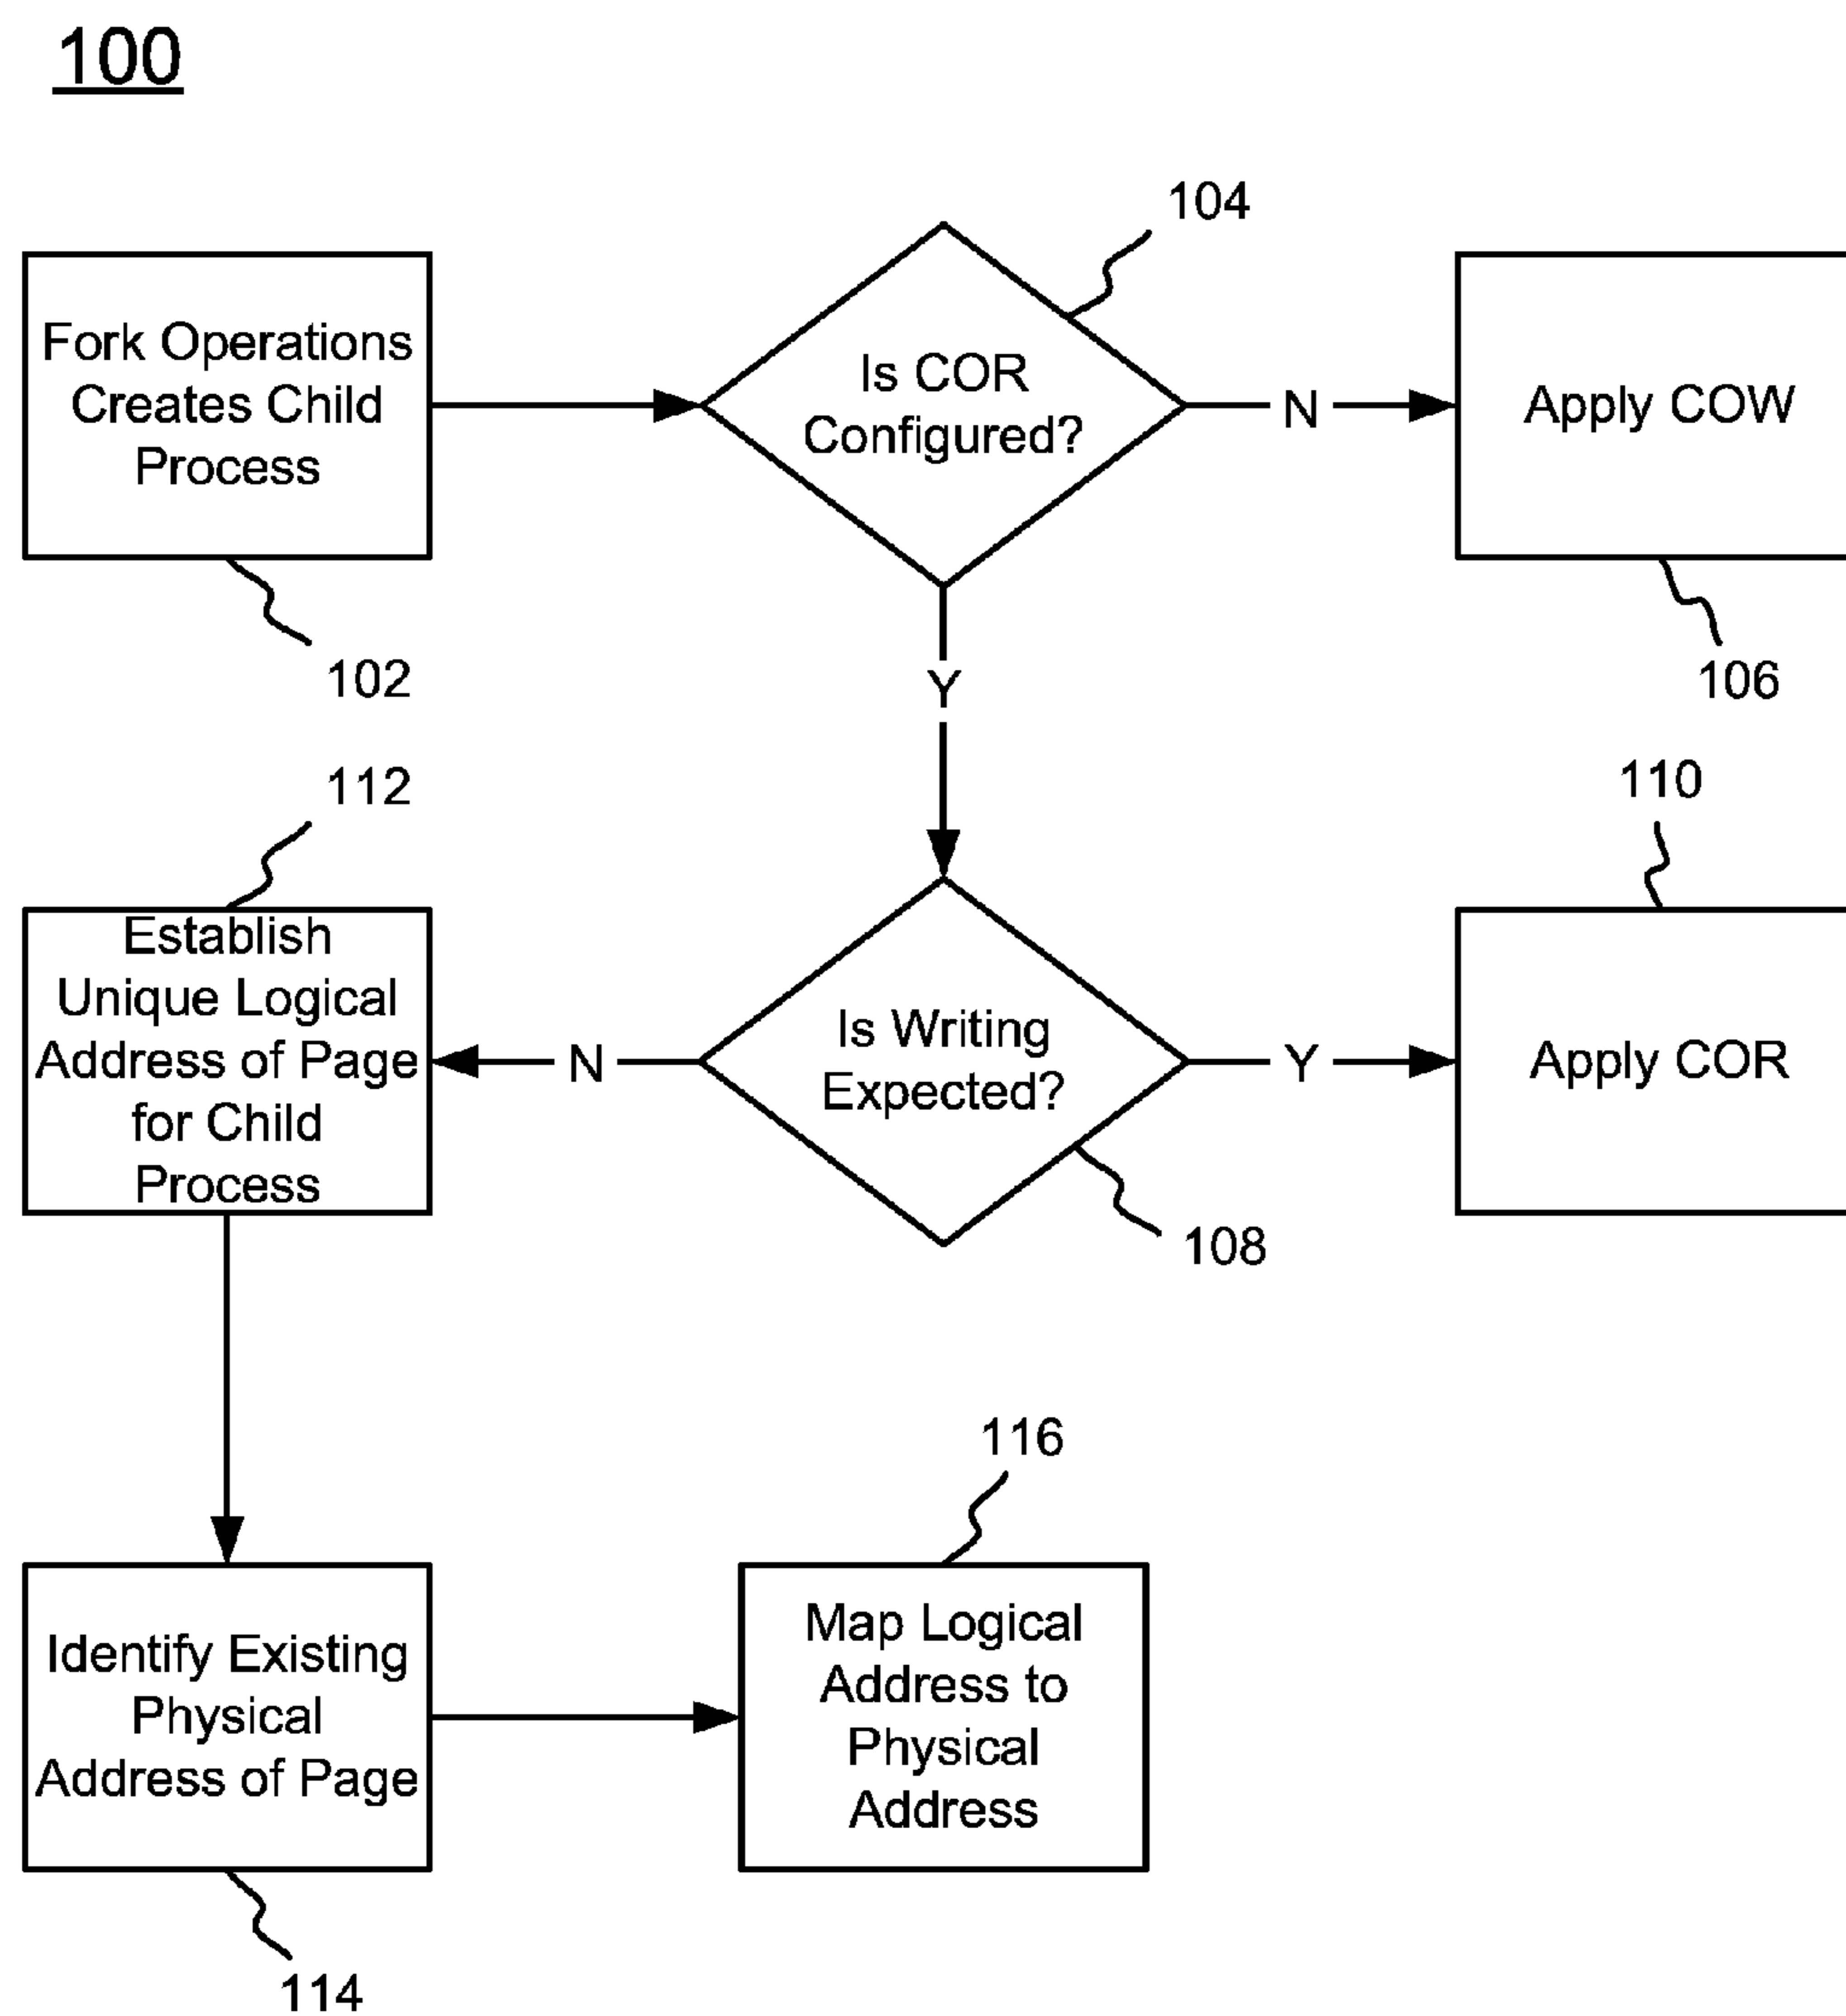 100
104
Fork Operations
Creates Child
Process
Is COR
Configured?
N
Apply COW
102
Y
106
112
110
Establish
Unique Logical
Address of Page
for Child
Process
N
Is Writing
Expected?
Y
Apply COR
108
116
Identify Existing
Physical
Address of Page
Map Logical
Address to
Physical
Address
114